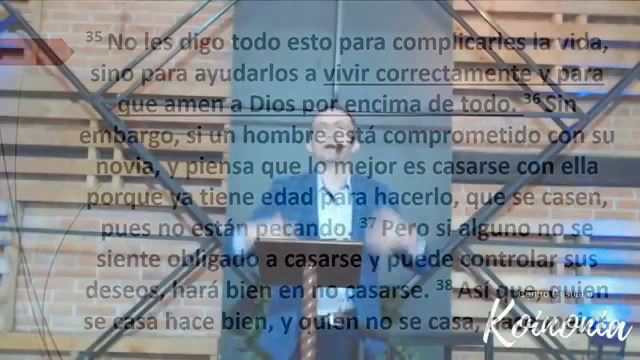 ³⁵ No les digo todo esto para complicarles la vida,
sino para ayudarlos a vivir correctamente y para
que amen a Dios por encima de todo. ³⁶ Sin
embargo, si un hombre está comprometido con su
novia, y piensa que lo mejor es casarse con ella
porque ya tiene edad para hacerlo, que se casen,
pues no están pecando. ³⁷ Pero si alguno no se
siente obligado a casarse y puede controlar sus
deseos, hará bien en no casarse. ³⁸ Así que, quien
se casa hace bien, y quien no se casa,
Koinonía